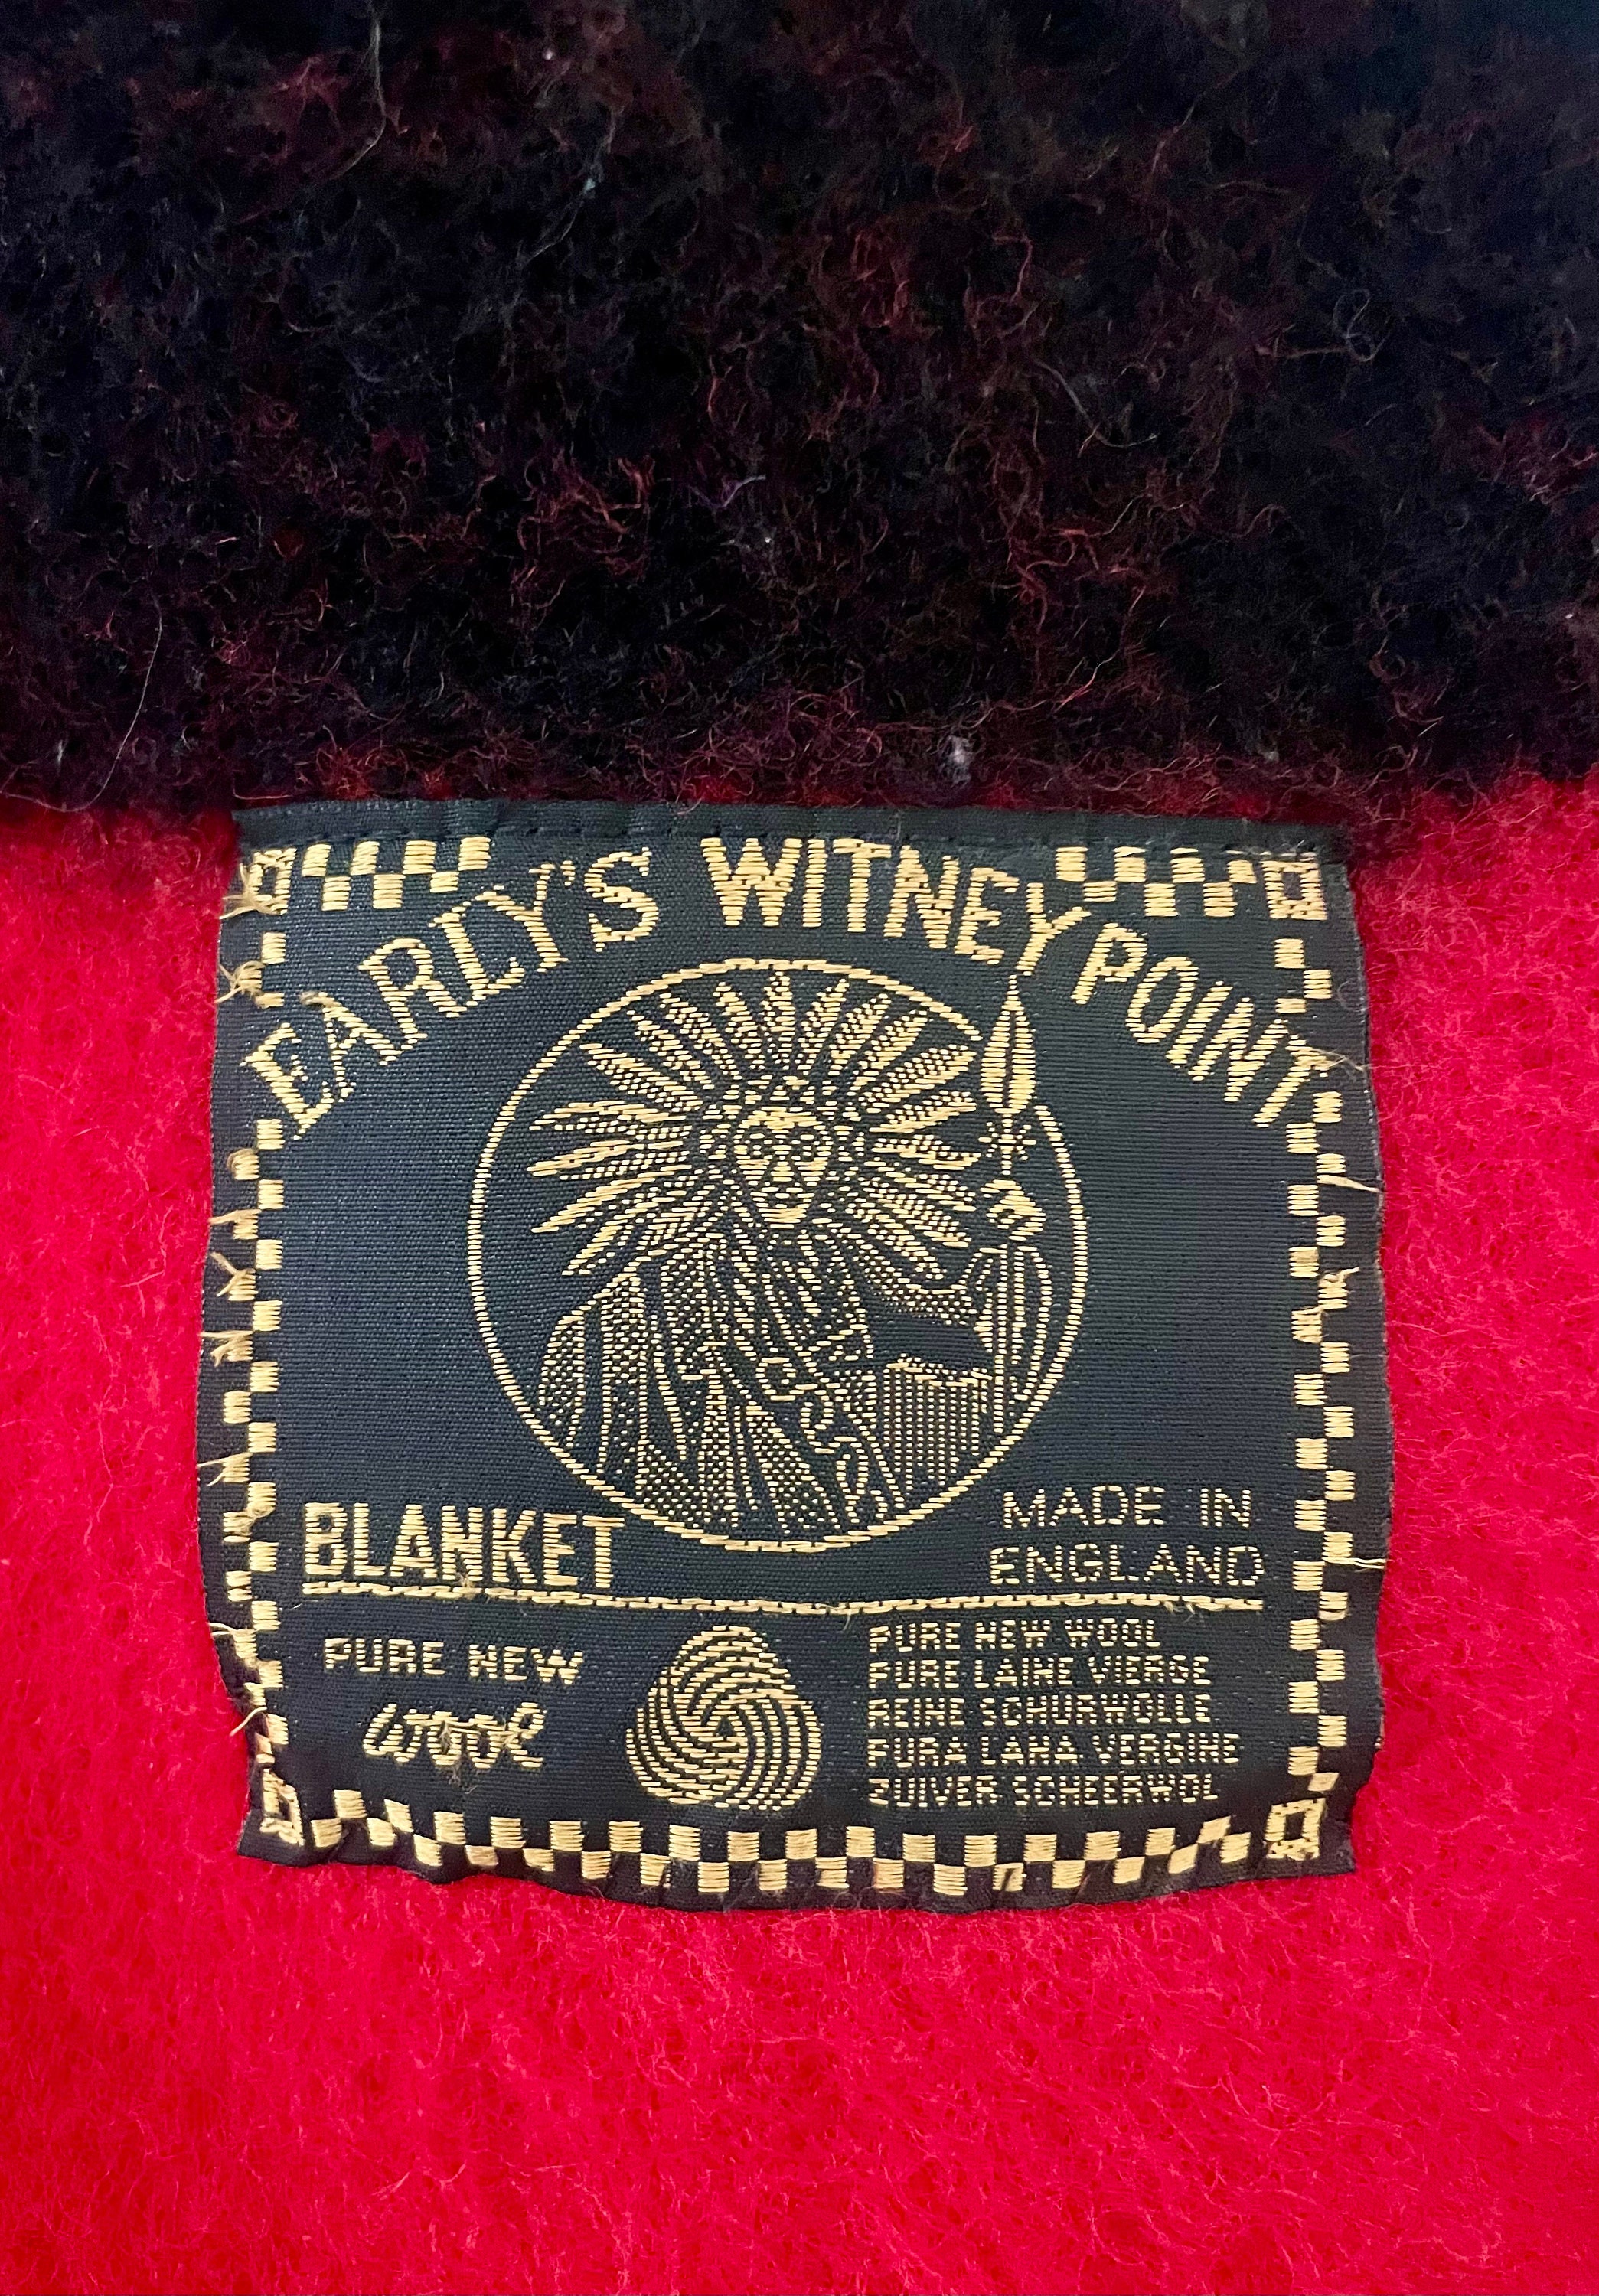 EARLY'S WITNEY POINT
BLANKET
MADE IN
ENGLAND
PURE NEW
wool
PURE NEW WOOL
PURE LAINE VIERGE
REINE SCHURWOLLE
PURA LANA VERGINE
ZUIVER SCHEERWOL